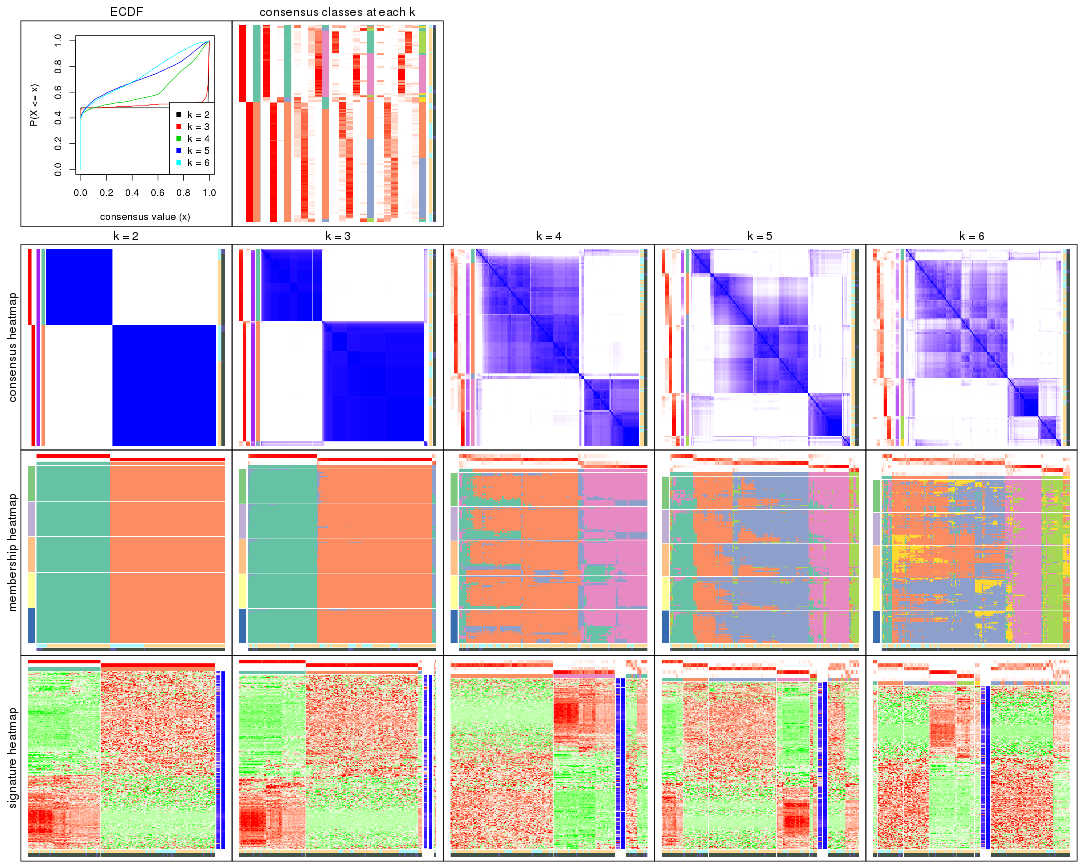 ECDF
consensus classes at each k
P(X <= x)
0.0 0.2 0.4 0.6 0.8 1.0
k = 2
k = 3
k = 4
k = 5
k = 6
0.0 0.2 0.4 0.6 0.8 1.0
consensus value (x)
k = 2
k = 3
k = 4
k = 5
k = 6
consensus heatmap
membership heatmap
signature heatmap